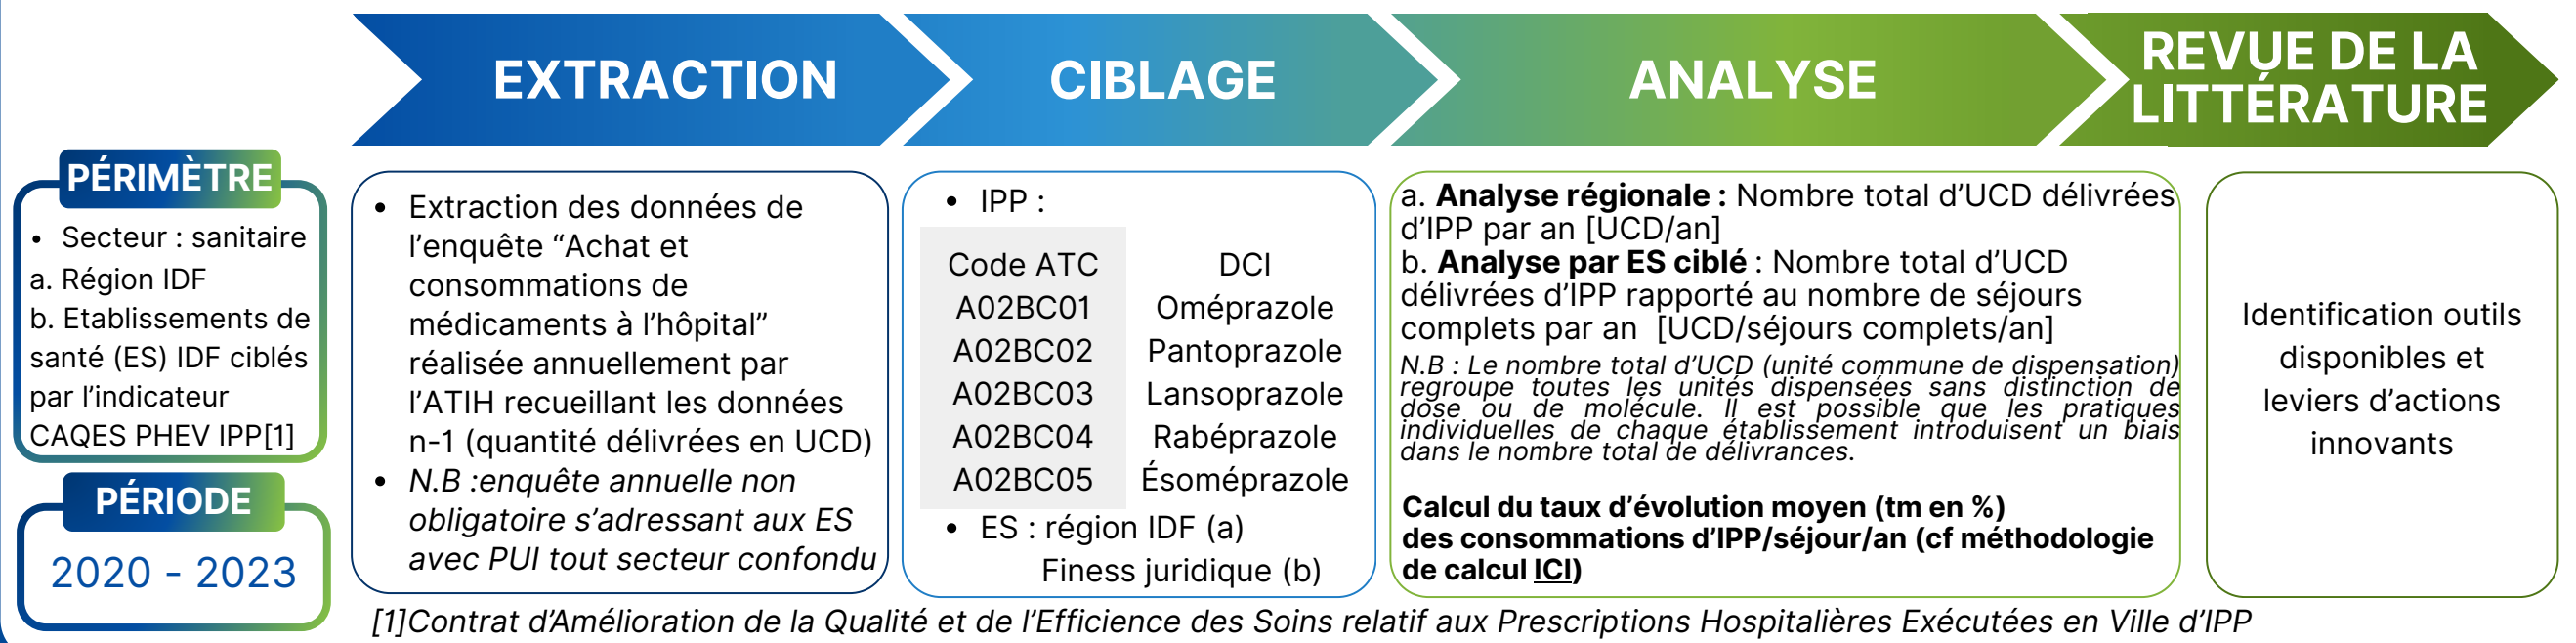 EXTRACTION
CIBLAGE
ANALYSE
REVUE DE LA
LITTÉRATURE
PÉRIMÈTRE
• Secteur : sanitaire
a. Région IDF
b. Etablissements de
santé (ES) IDF ciblés
par l’indicateur
CAQES PHEV IPP[1]
PÉRIODE
2020 - 2023
• Extraction des données de
l’enquête “Achat et
consommations de
médicaments à l’hôpital”
réalisée annuellement par
l’ATIH recueillant les données
n-1 (quantité délivrées en UCD)
• N.B :enquête annuelle non
obligatoire s’adressant aux ES
avec PUI tout secteur confondu
• IPP :
Code ATC DCI
A02BC01 Oméprazole
A02BC02 Pantoprazole
A02BC03 Lansoprazole
A02BC04 Rabéprazole
A02BC05 Ésoméprazole
• ES : région IDF (a)
Finess juridique (b)
a. Analyse régionale : Nombre total d’UCD délivrées
d’IPP par an [UCD/an]
b. Analyse par ES ciblé : Nombre total d’UCD
délivrées d’IPP rapporté au nombre de séjours
complets par an [UCD/séjours complets/an]
N.B : Le nombre total d’UCD (unité commune de dispensation)
regroupe toutes les unités dispensées sans distinction de
dose ou de molécule. Il est possible que les pratiques
individuelles de chaque établissement introduisent un biais
dans le nombre total de délivrances.
Calcul du taux d’évolution moyen (tm en %)
des consommations d’IPP/séjour/an (cf méthodologie
de calcul ICI)
Identification outils
disponibles et
leviers d’actions
innovants
[1]Contrat d’Amélioration de la Qualité et de l’Efficience des Soins relatif aux Prescriptions Hospitalières Exécutées en Ville d’IPP